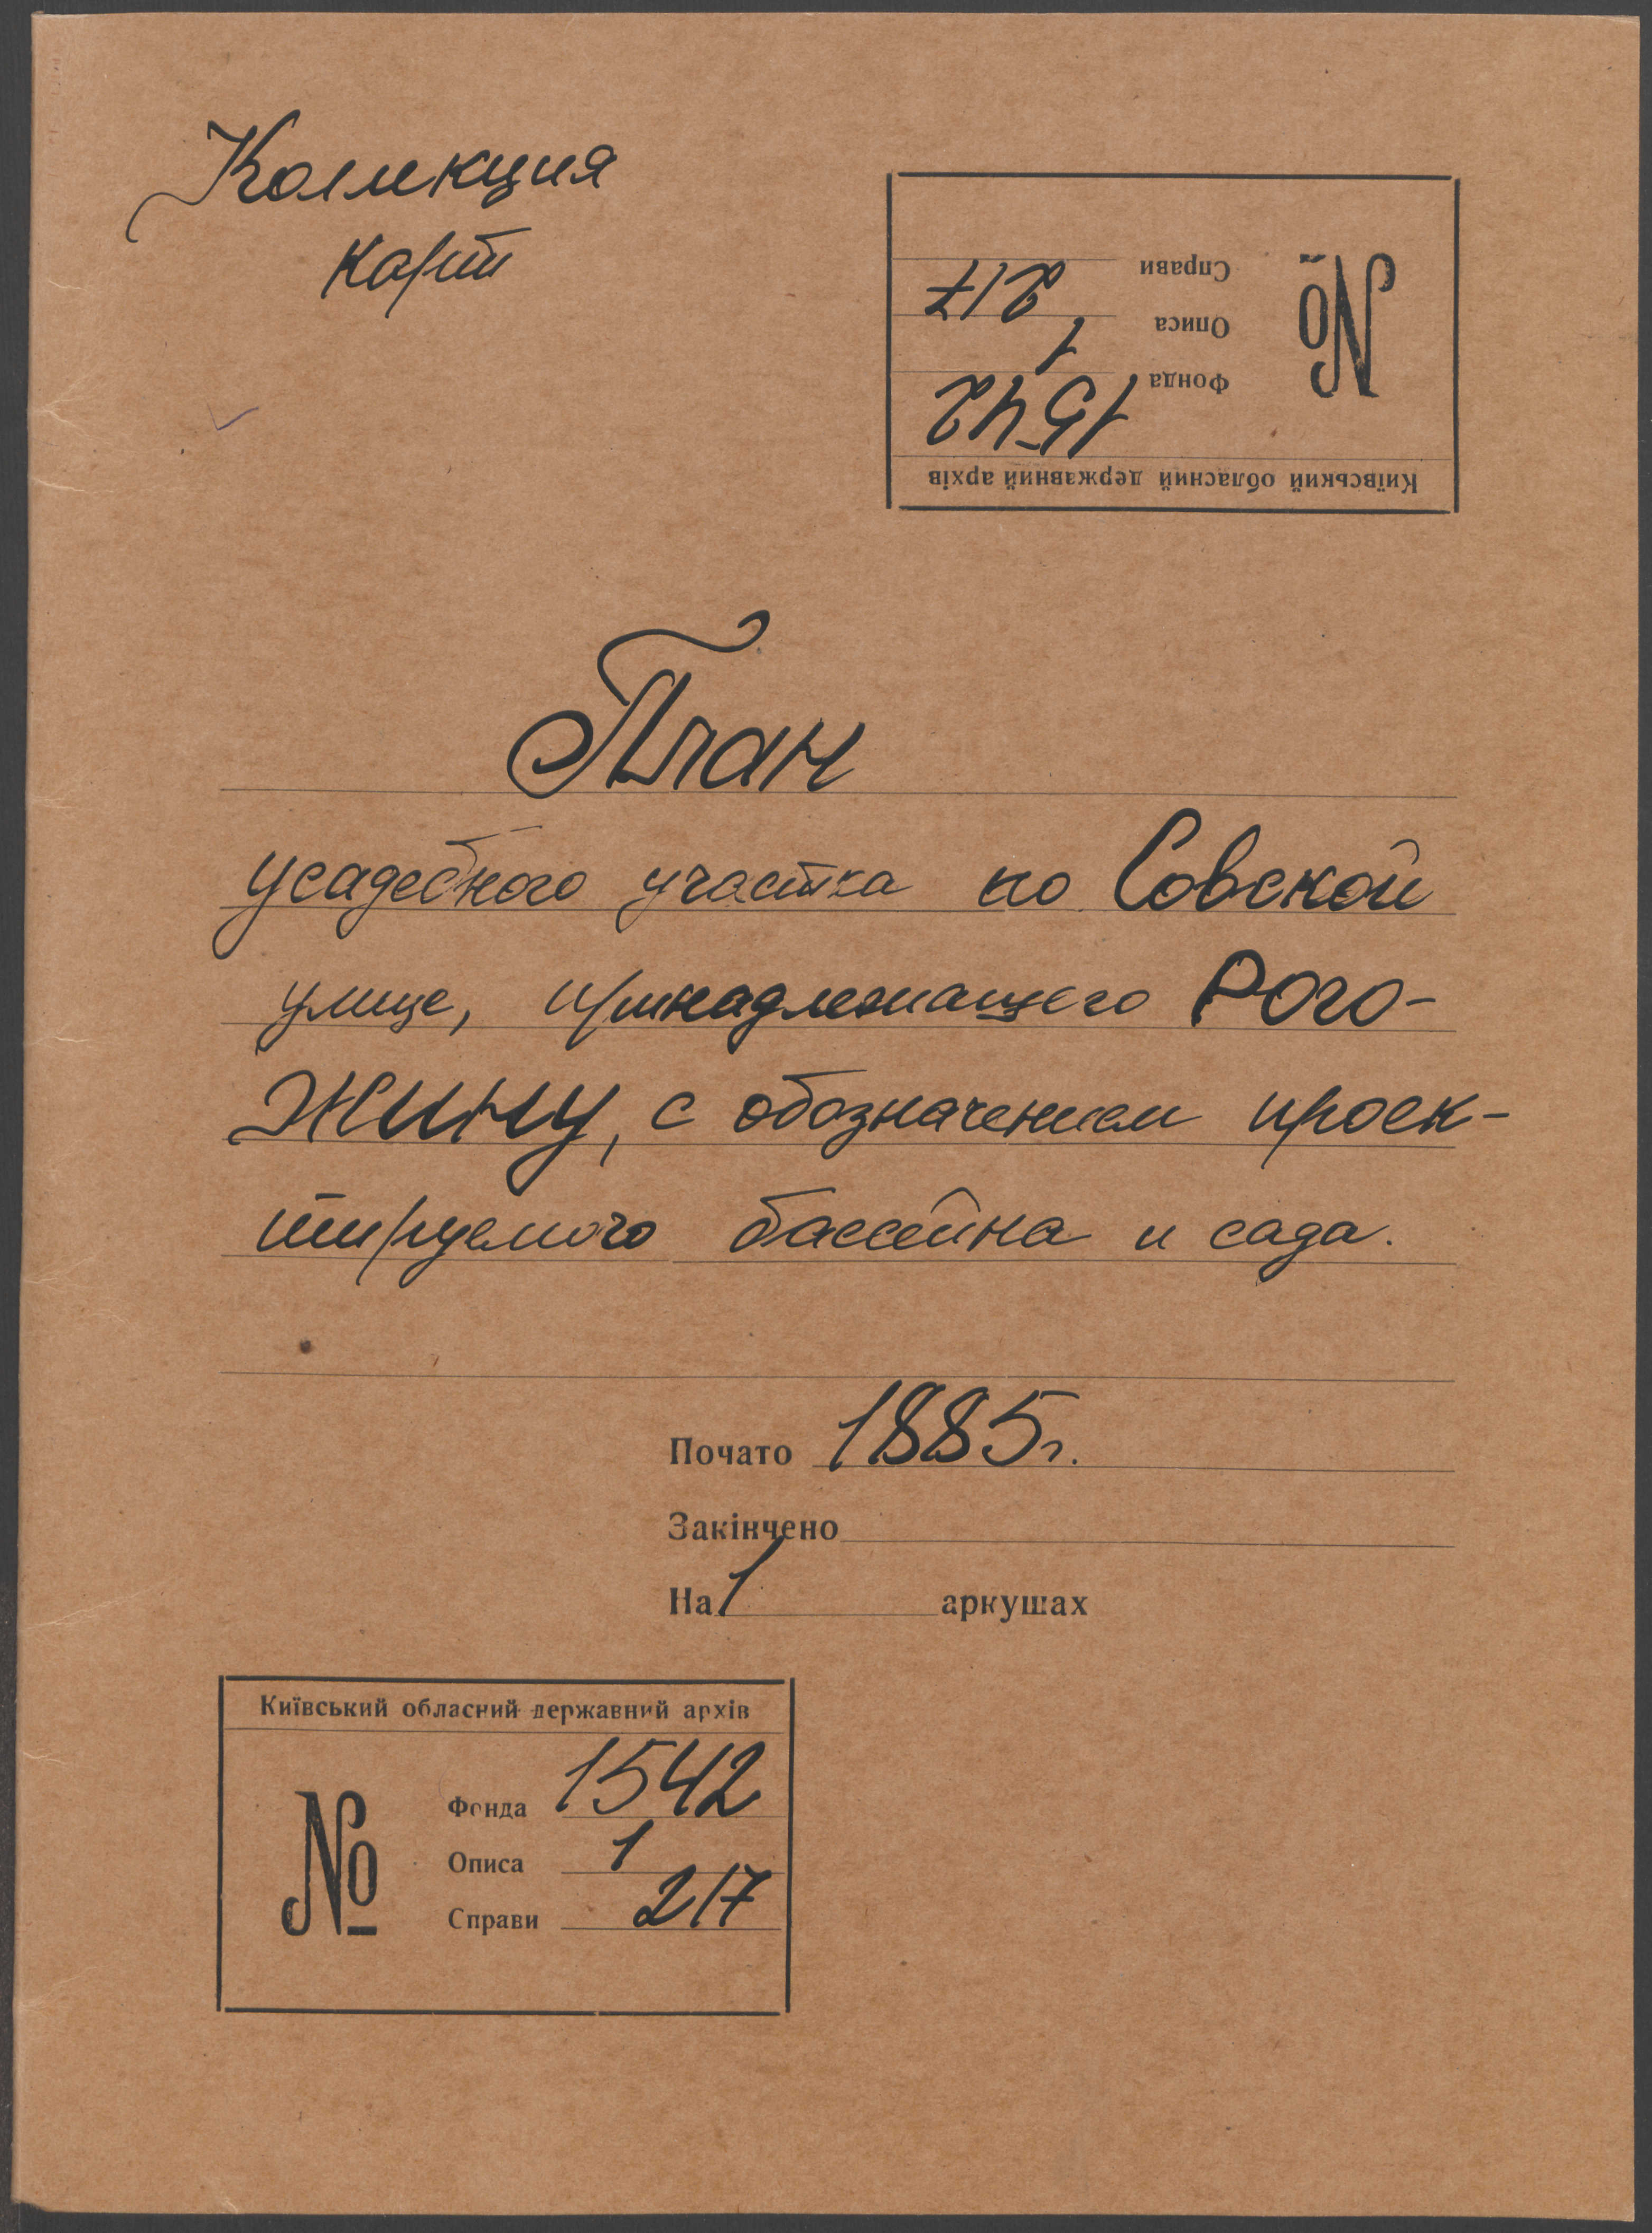 Коллекция
карт
Київський обласний державний архів
№
Фонда 1542
Описа 1
Справи 217
План
усадебного участка по Совской
улице, принадлежащего Рого-
жину, с обозначением проек-
тируемого бассейна и сада.
Почато 1885г.
Закінчено
На 1 аркушах
Київський обласний державний архів
№
Фонда 1542
Описа 1
Справи 217